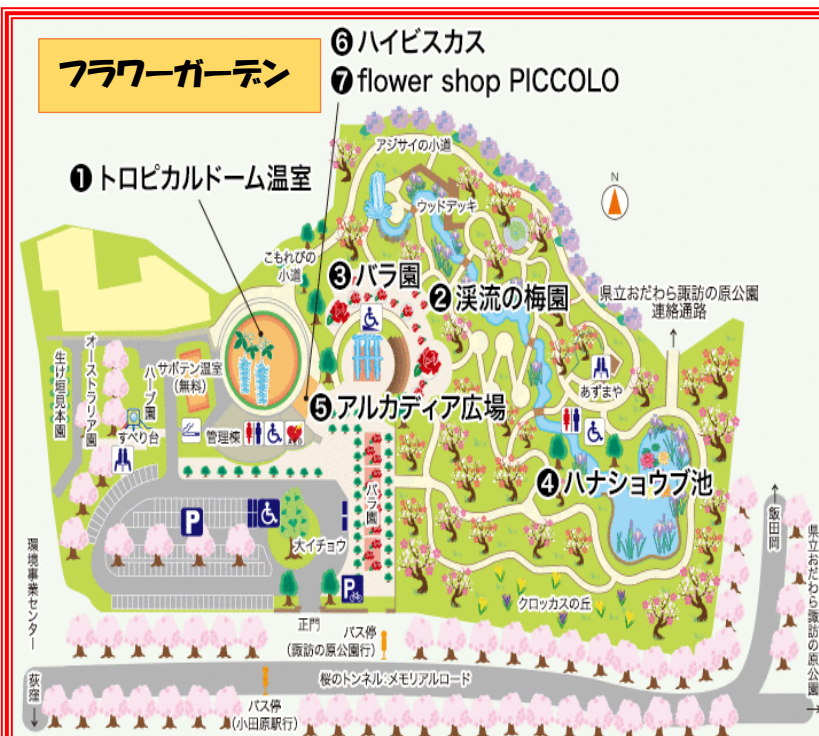 フラワーガーデン
❻ハイビスカス
❼flower shop PICCOLO
アジサイの小道
❶トロピカルドーム温室
ウッドデッキ
N
こもれびの
小道
❸バラ園
❷渓流の梅園
県立おだわら諏訪の原公園
連絡通路
生け垣見本園
オーストラリア園
ハーブ園
サボテン温室
(無料)
あずまや
❺アルカディア広場
すべり台
管理棟
AED
❹ハナショウブ池
バラ園
P
大イチョウ
P
飯田岡
県立おだわら諏訪の原公園
環境事業センター
クロッカスの丘
正門
バス停
(諏訪の原公園行)
荻窪
桜のトンネル:メモリアルロード
バス停
(小田原駅行)